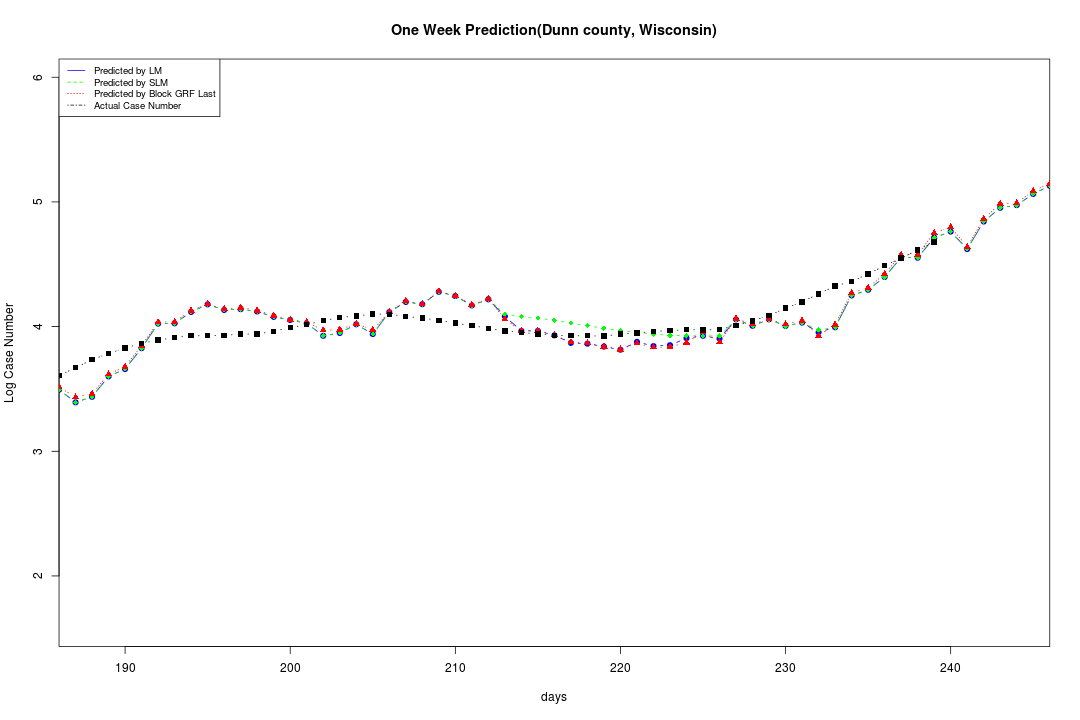 One Week Prediction(Dunn county, Wisconsin)
Predicted by LM
Predicted by SLM
Predicted by Block GRF Last
Actual Case Number
6
5
4
3
2
Log Case Number
190
200
210
220
230
240
days